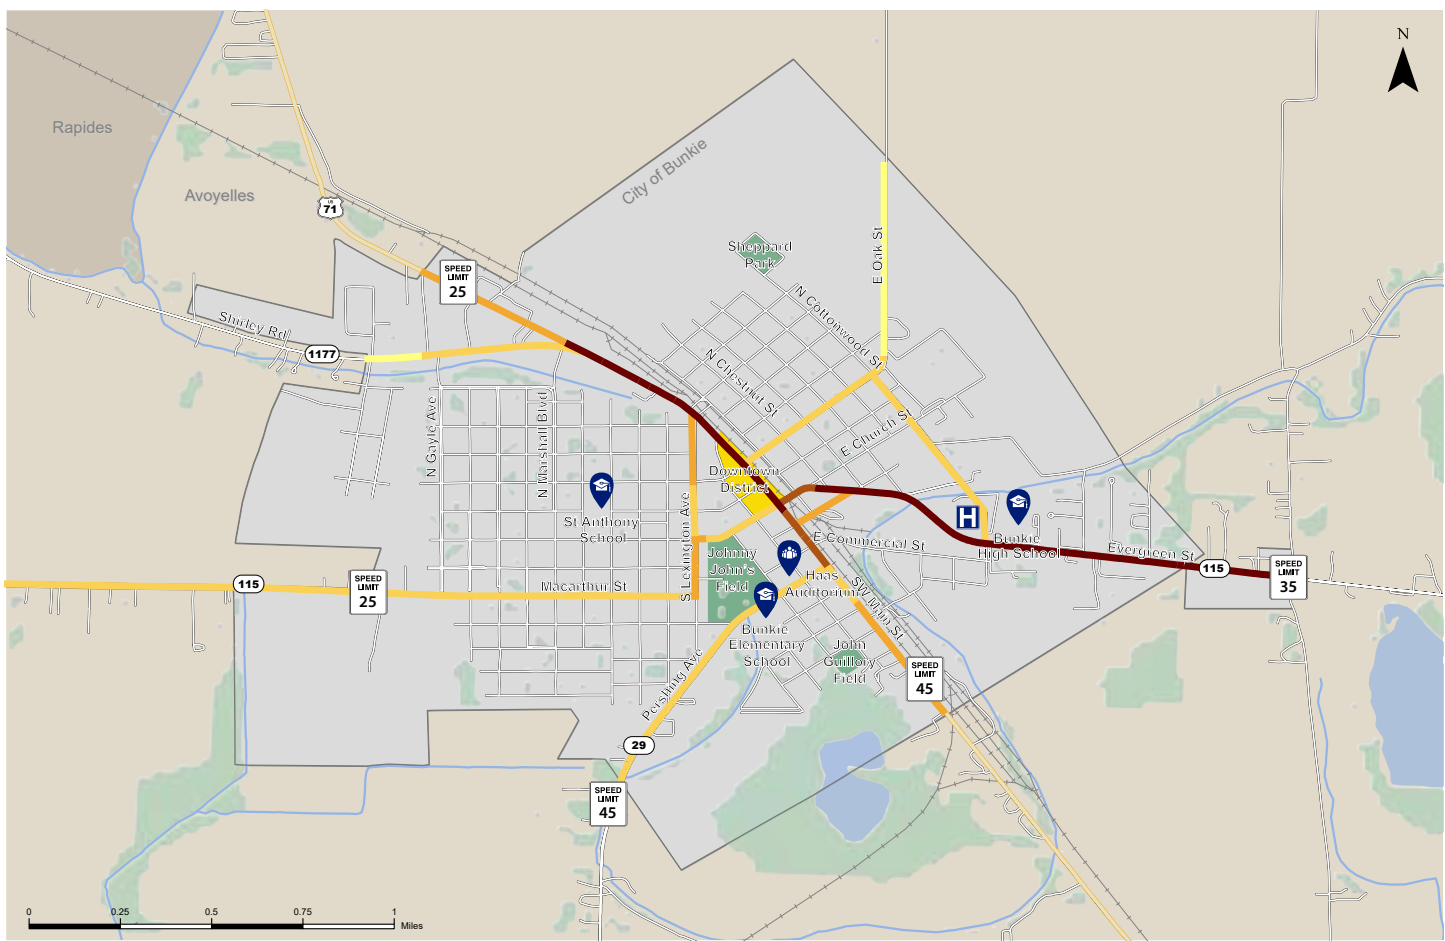 N
Rapides
City of Bunkie
Avoyelles
US
71
Sheppard
Park
E Oak St
SPEED
LIMIT
25
N Cottonwood St
Shirley Rd
1177
N Chestnut St
N Gayle Ave
N Marshall Blvd
E Church St
Downtown
District
St Anthony
School
S Lexington Ave
H
Bunkie
High School
E Commercial St
Evergreen St
115
SPEED
LIMIT
35
Johnny
John's
Field
115
SPEED
LIMIT
25
Macarthur St
Haas
Auditorium
SW Main St
Bunkie
Elementary
School
John
Guillory
Field
SPEED
LIMIT
45
Pershing Ave
29
SPEED
LIMIT
45
0 0.25 0.5 0.75 1
Miles